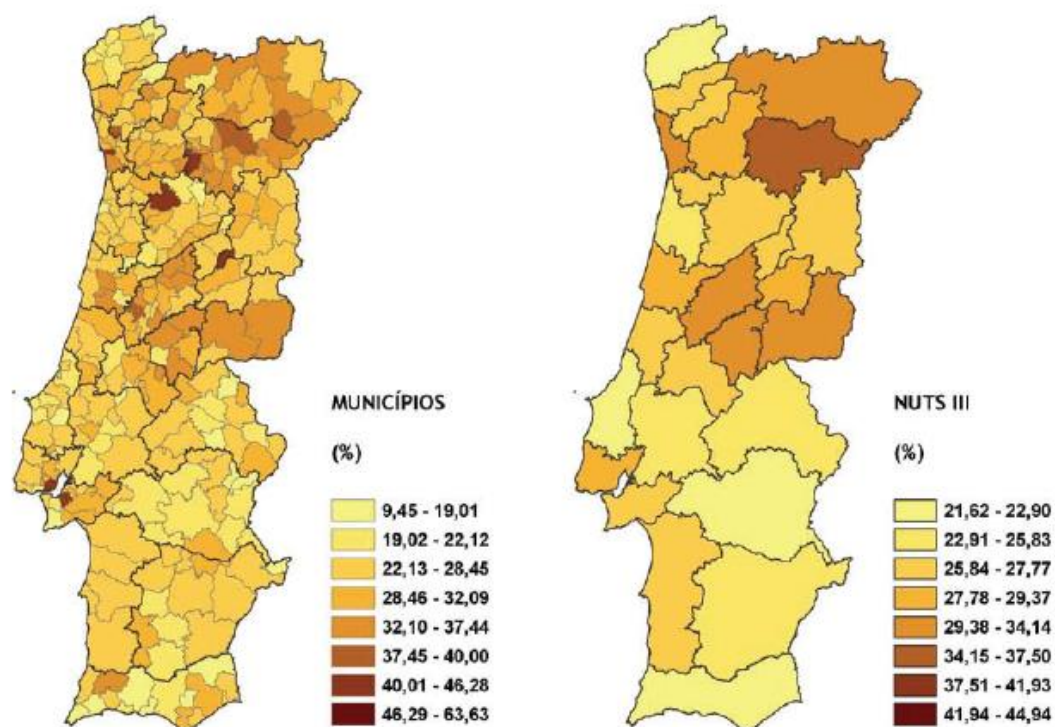 MUNICÍPIOS
(%)
9,45 - 19,01
19,02 - 22,12
22,13 - 28,45
28,46 - 32,09
32,10 - 37,44
37,45 - 40,00
40,01 - 46,28
46,29 - 63,63
NUTS III
(%)
21,62 - 22,90
22,91 - 25,83
25,84 - 27,77
27,78 - 29,37
29,38 - 34,14
34,15 - 37,50
37,51 - 41,93
41,94 - 44,94